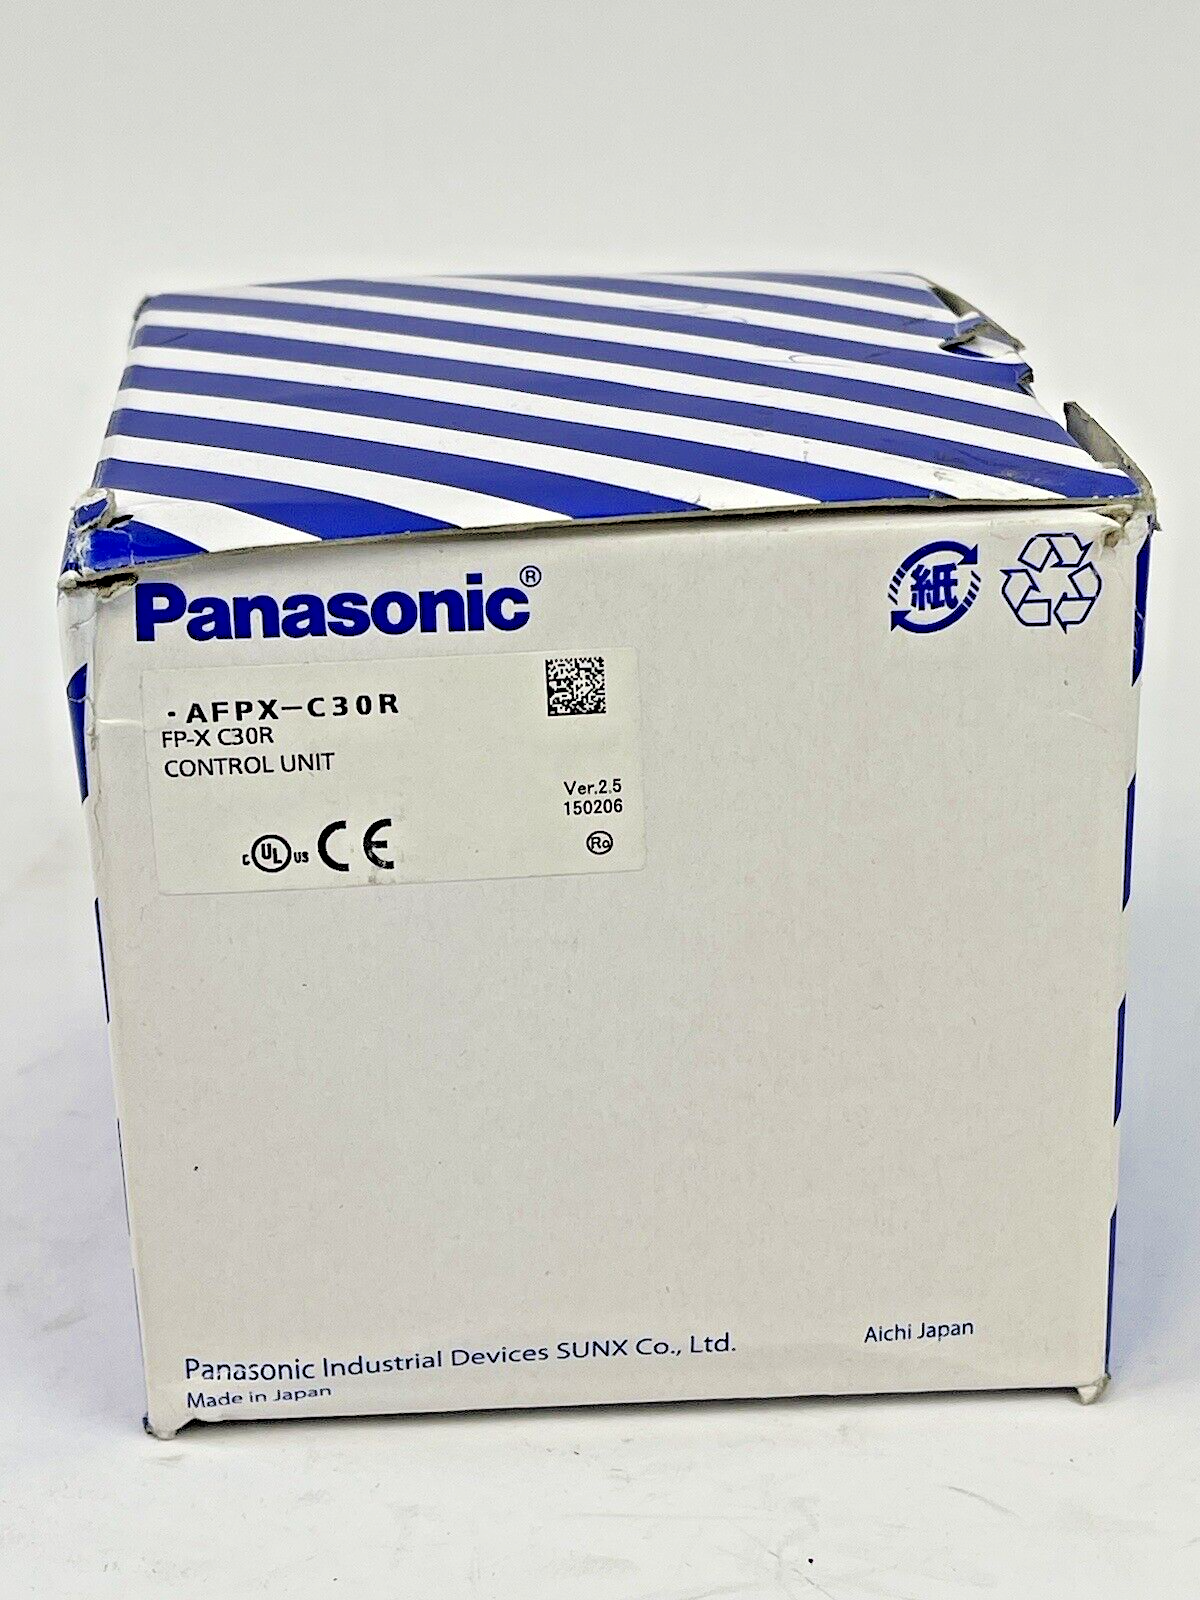 Panasonic®
紙
·AFPX-C30R
FP-X C30R
CONTROL UNIT
Ver.2.5
150206
c UL us CE
Ro
Panasonic Industrial Devices SUNX Co., Ltd.
Aichi Japan
Made in Japan